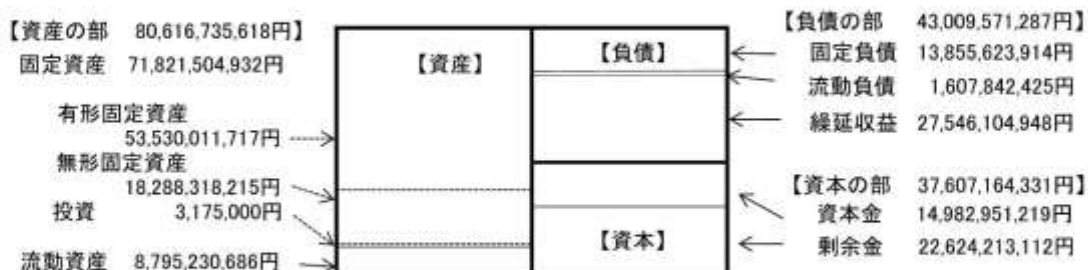 【資産の部 80,616,735,618円】
固定資産 71,821,504,932円
有形固定資産
53,530,011,717円
無形固定資産
18,288,318,215円
投資 3,175,000円
流動資産 8,795,230,686円
【資産】
【負債】
【資本】
【負債の部 43,009,571,287円】
固定負債 13,855,623,914円
流動負債 1,607,842,425円
繰延収益 27,546,104,948円
【資本の部 37,607,164,331円】
資本金 14,982,951,219円
剰余金 22,624,213,112円